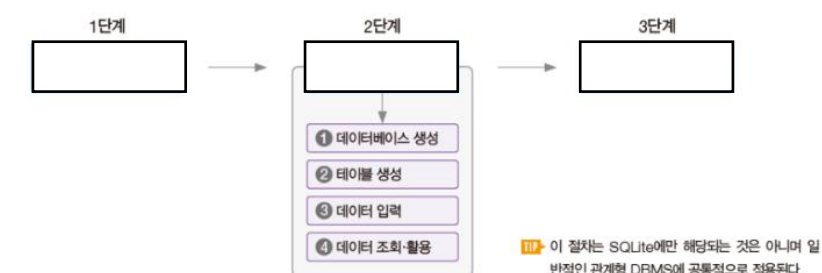 1단계
2단계
3단계
❶ 데이터베이스 생성
❷ 테이블 생성
❸ 데이터 입력
❹ 데이터 조회·활용
TIP 이 절차는 SQLite에만 해당되는 것은 아니며 일
반적인 관계형 DBMS에 공통적으로 적용된다